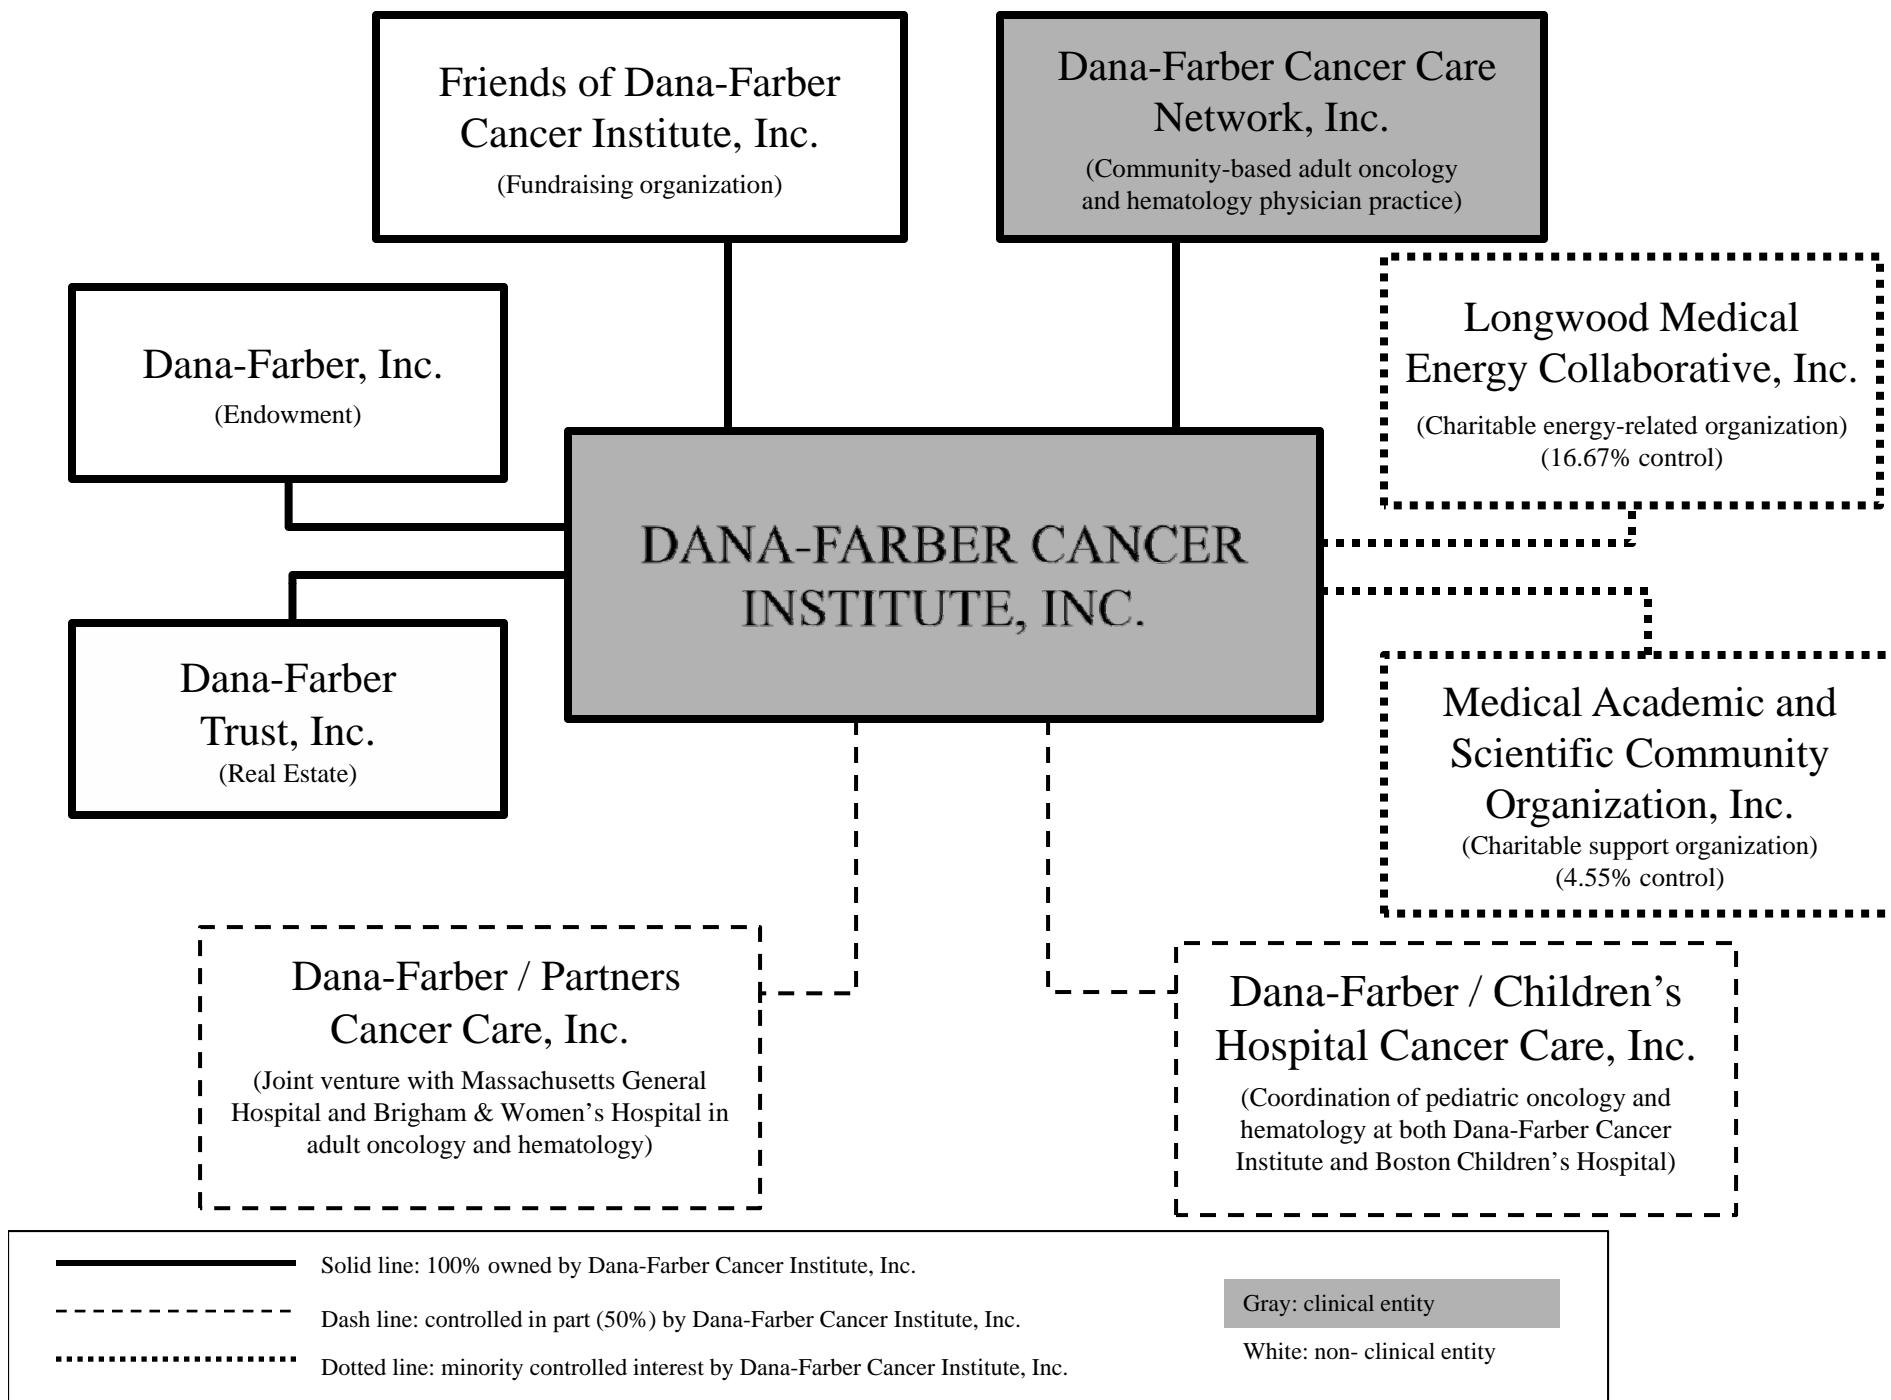 Friends of Dana-Farber
Cancer Institute, Inc.
(Fundraising organization)
Dana-Farber Cancer Care
Network, Inc.
(Community-based adult oncology
and hematology physician practice)
Dana-Farber, Inc.
(Endowment)
Longwood Medical
Energy Collaborative, Inc.
(Charitable energy-related organization)
(16.67% control)
DANA-FARBER CANCER
INSTITUTE, INC.
Dana-Farber
Trust, Inc.
(Real Estate)
Medical Academic and
Scientific Community
Organization, Inc.
(Charitable support organization)
(4.55% control)
Dana-Farber / Partners
Cancer Care, Inc.
(Joint venture with Massachusetts General
Hospital and Brigham & Women’s Hospital in
adult oncology and hematology)
Dana-Farber / Children’s
Hospital Cancer Care, Inc.
(Coordination of pediatric oncology and
hematology at both Dana-Farber Cancer
Institute and Boston Children’s Hospital)
Solid line: 100% owned by Dana-Farber Cancer Institute, Inc.
Dash line: controlled in part (50%) by Dana-Farber Cancer Institute, Inc.
Dotted line: minority controlled interest by Dana-Farber Cancer Institute, Inc.
Gray: clinical entity
White: non- clinical entity